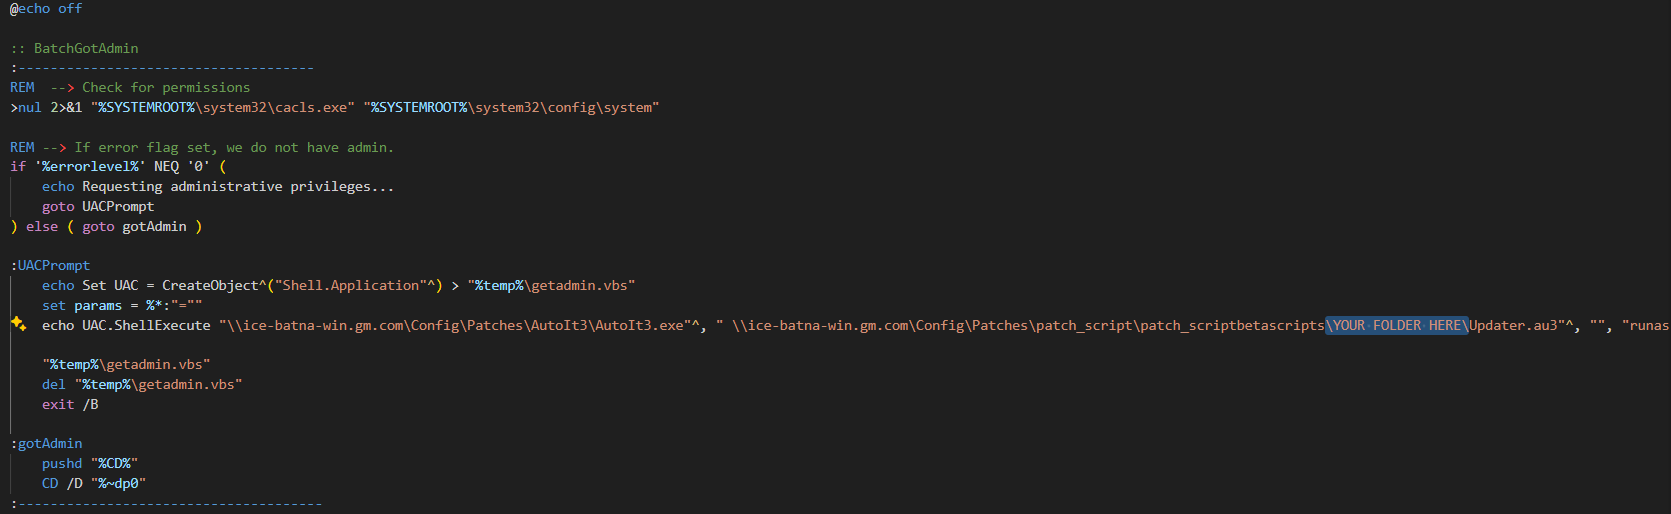 @echo off
:: BatchGotAdmin
:-------------------------------------
REM  --> Check for permissions
>nul 2>&1 "%SYSTEMROOT%\system32\cacls.exe" "%SYSTEMROOT%\system32\config\system"
REM --> If error flag set, we do not have admin.
if '%errorlevel%' NEQ '0' (
    echo Requesting administrative privileges...
    goto UACPrompt
) else ( goto gotAdmin )
:UACPrompt
    echo Set UAC = CreateObject^("Shell.Application"^) > "%temp%\getadmin.vbs"
    set params = %*:"=""
    echo UAC.ShellExecute "\\ice-batna-win.gm.com\Config\Patches\AutoIt3\AutoIt3.exe"^, " \\ice-batna-win.gm.com\Config\Patches\patch_script\patch_scriptbetascripts\YOUR FOLDER HERE\Updater.au3"^, "", "runas
    "%temp%\getadmin.vbs"
    del "%temp%\getadmin.vbs"
    exit /B
:gotAdmin
    pushd "%CD%"
    CD /D "%~dp0"
:--------------------------------------